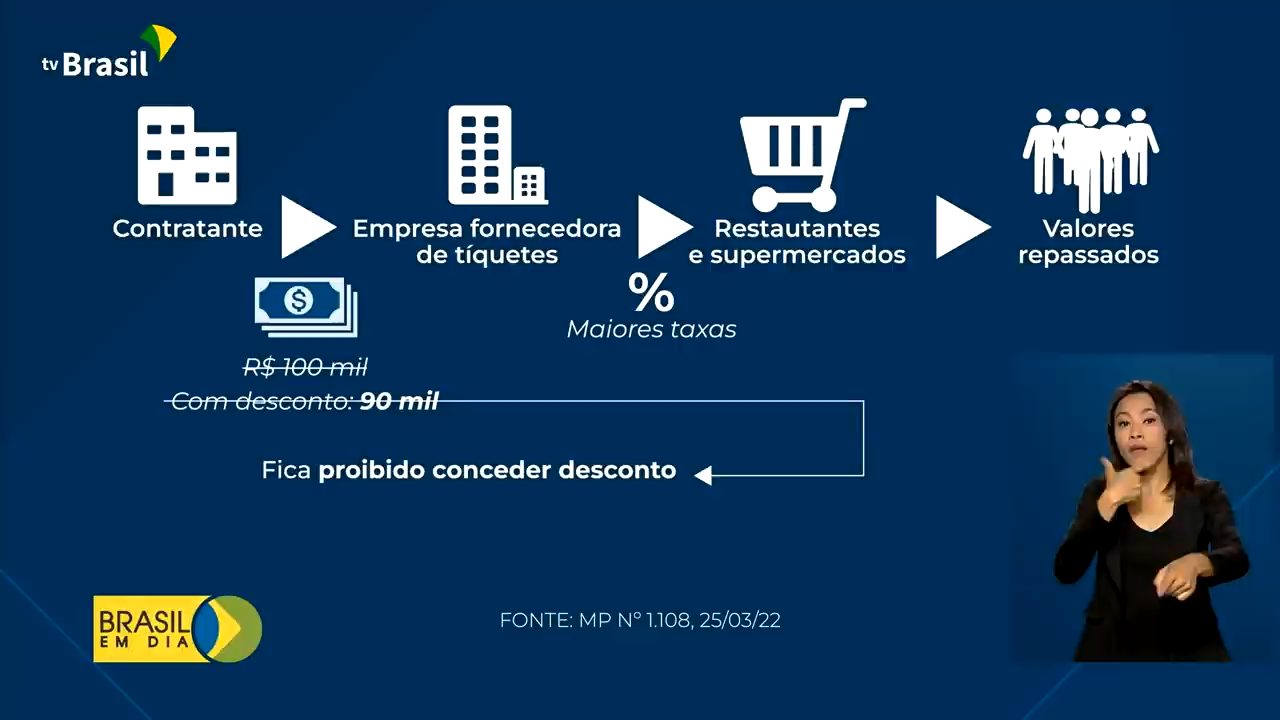 tv Brasil
Contratante
Empresa fornecedora
de tíquetes
Restautantes
e supermercados
Valores
repassados
$
%
Maiores taxas
R$ 100 mil
Com desconto: 90 mil
Fica proibido conceder desconto
BRASIL
EM DIA
FONTE: MP Nº 1.108, 25/03/22